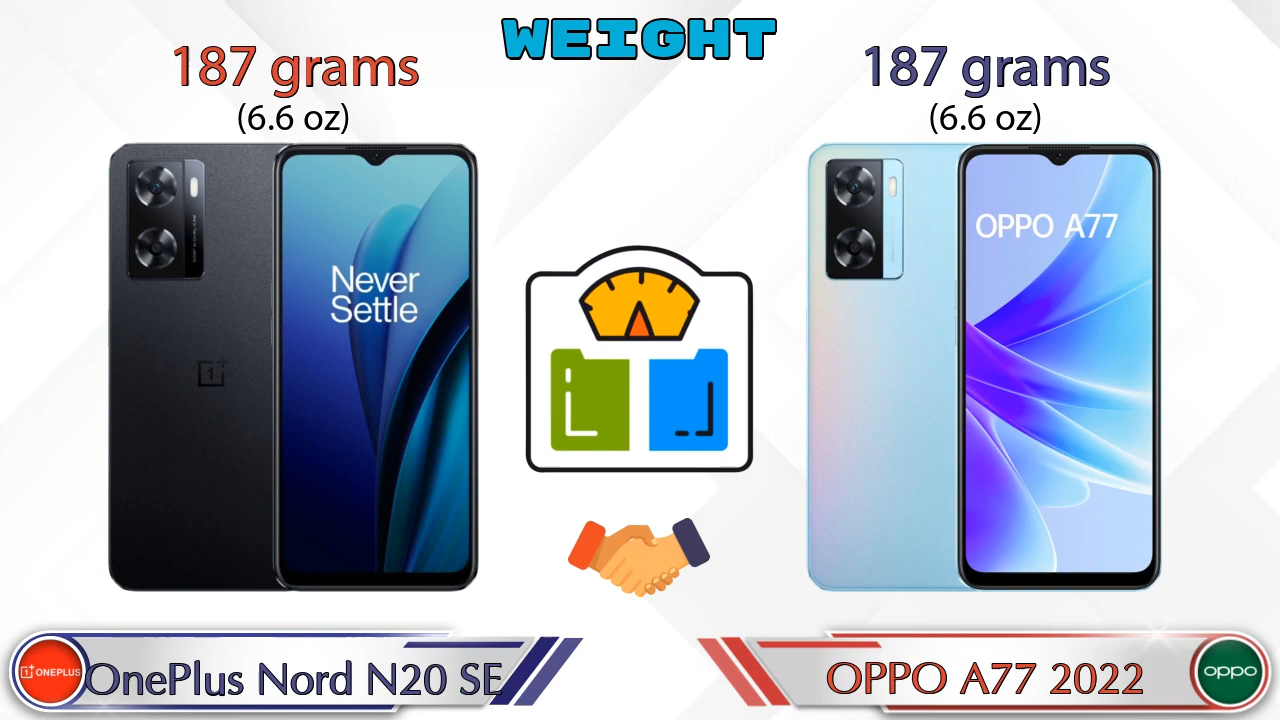 WEIGHT
187 grams
(6.6 oz)
187 grams
(6.6 oz)
Never
Settle
OPPO A77
ONEPLUS
OnePlus Nord N20 SE
OPPO A77 2022
oppo